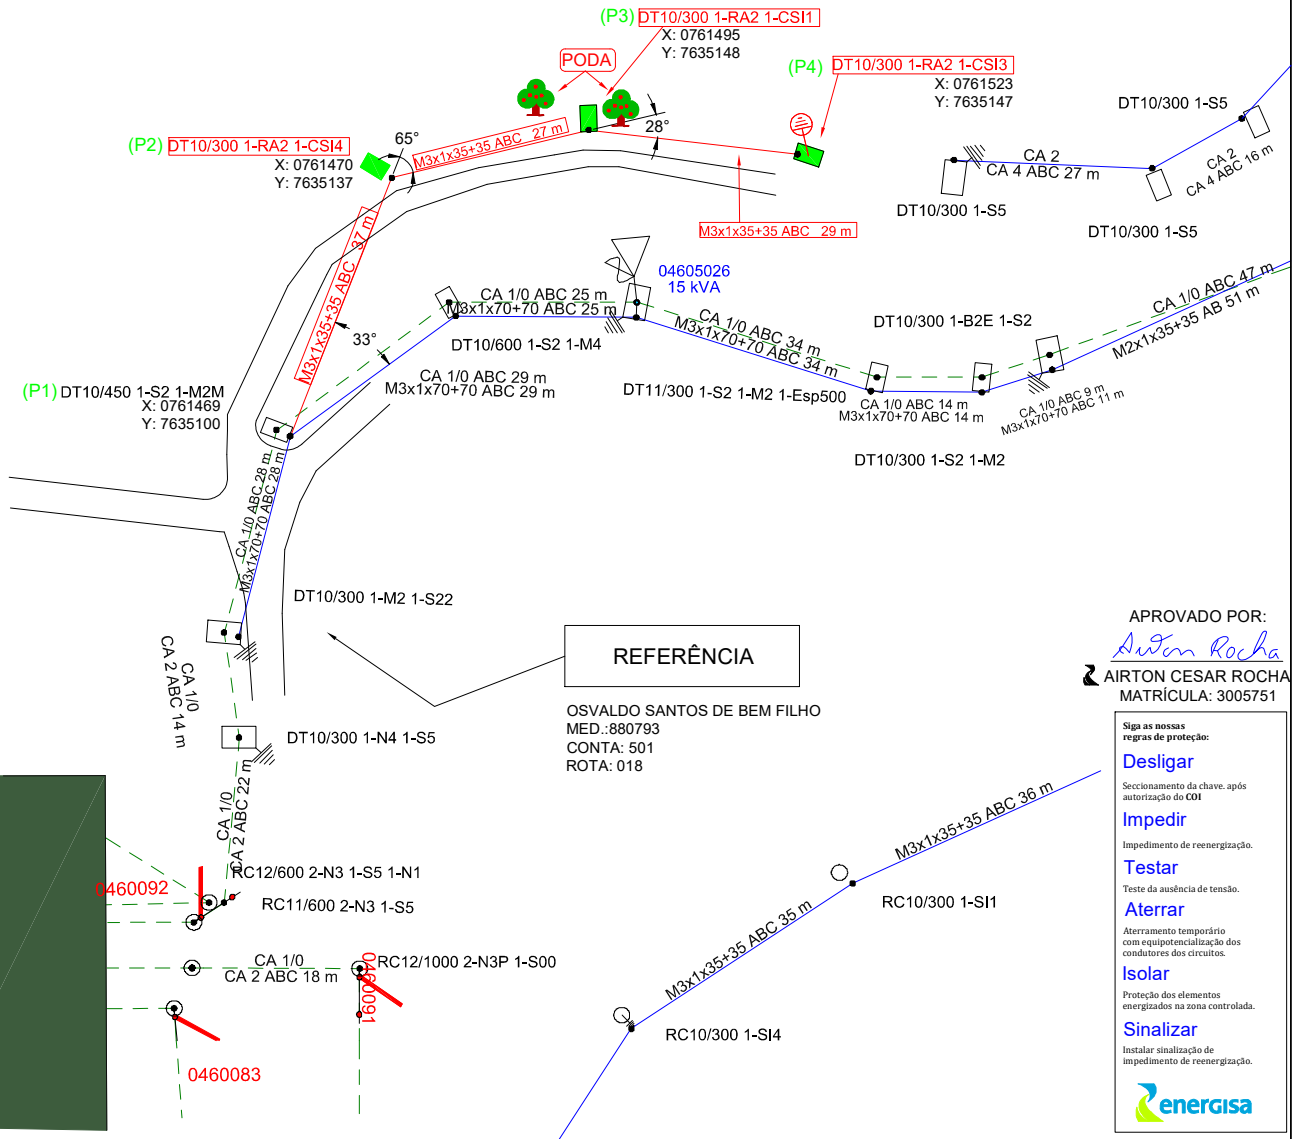 (P3) DT10/300 1-RA2 1-CSI1
X: 0761495
Y: 7635148
PODA
(P4) DT10/300 1-RA2 1-CSI3
X: 0761523
Y: 7635147
DT10/300 1-S5
(P2) DT10/300 1-RA2 1-CSI4
X: 0761470
Y: 7635137
65°
M3x1x35+35 ABC 27 m
28°
CA 2
CA 4 ABC 27 m
CA 2
CA 4 ABC 16 m
DT10/300 1-S5
DT10/300 1-S5
M3x1x35+35 ABC 29 m
M3x1x35+35 ABC 37 m
04605026
15 kVA
CA 1/0 ABC 25 m
M3x1x70+70 ABC 25 m
CA 1/0 ABC 47 m
M2x1x35+35 AB 51 m
CA 1/0 ABC 34 m
M3x1x70+70 ABC 34 m
DT10/300 1-B2E 1-S2
33°
DT10/600 1-S2 1-M4
CA 1/0 ABC 29 m
M3x1x70+70 ABC 29 m
DT11/300 1-S2 1-M2 1-Esp500
CA 1/0 ABC 14 m
M3x1x70+70 ABC 14 m
CA 1/0 ABC 9 m
M3x1x70+70 ABC 11 m
(P1) DT10/450 1-S2 1-M2M
X: 0761469
Y: 7635100
DT10/300 1-S2 1-M2
CA 1/0 ABC 28 m
M3x1x70+70 ABC 28 m
DT10/300 1-M2 1-S22
REFERÊNCIA
OSVALDO SANTOS DE BEM FILHO
MED.:880793
CONTA: 501
ROTA: 018
CA 1/0
CA 2 ABC 14 m
DT10/300 1-N4 1-S5
CA 1/0
CA 2 ABC 22 m
RC12/600 2-N3 1-S5 1-N1
0460092
RC11/600 2-N3 1-S5
CA 1/0
CA 2 ABC 18 m
RC12/1000 2-N3P 1-S00
0460091
0460083
M3x1x35+35 ABC 36 m
RC10/300 1-SI1
M3x1x35+35 ABC 35 m
RC10/300 1-SI4
APROVADO POR:
Airton Rocha
AIRTON CESAR ROCHA
MATRÍCULA: 3005751
Siga as nossas
regras de proteção:
Desligar
Seccionamento da chave. após
autorização do COI
Impedir
Impedimento de reenergização.
Testar
Teste da ausência de tensão.
Aterrar
Aterramento temporário
com equipotencialização dos
condutores dos circuitos.
Isolar
Proteção dos elementos
energizados na zona controlada.
Sinalizar
Instalar sinalização de
impedimento de reenergização.
energisa